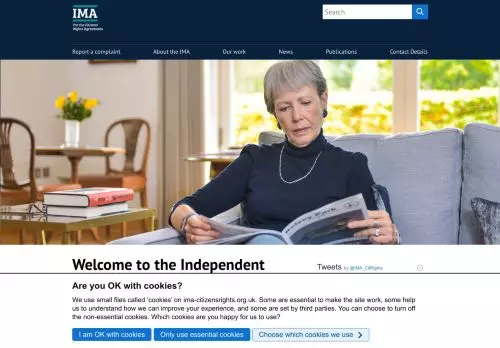 IMA
For the Citizens'
Rights Agreements
Search
Report a complaint
About the IMA
Our work
News
Publications
Contact Details
Welcome to the Independent
Tweets by @IMA_CitRights
Are you OK with cookies?
We use small files called 'cookies' on ima-citizensrights.org.uk. Some are essential to make the site work, some help
us to understand how we can improve your experience, and some are set by third parties. You can choose to turn off
the non-essential cookies. Which cookies are you happy for us to use?
I am OK with cookies
Only use essential cookies
Choose which cookies we use